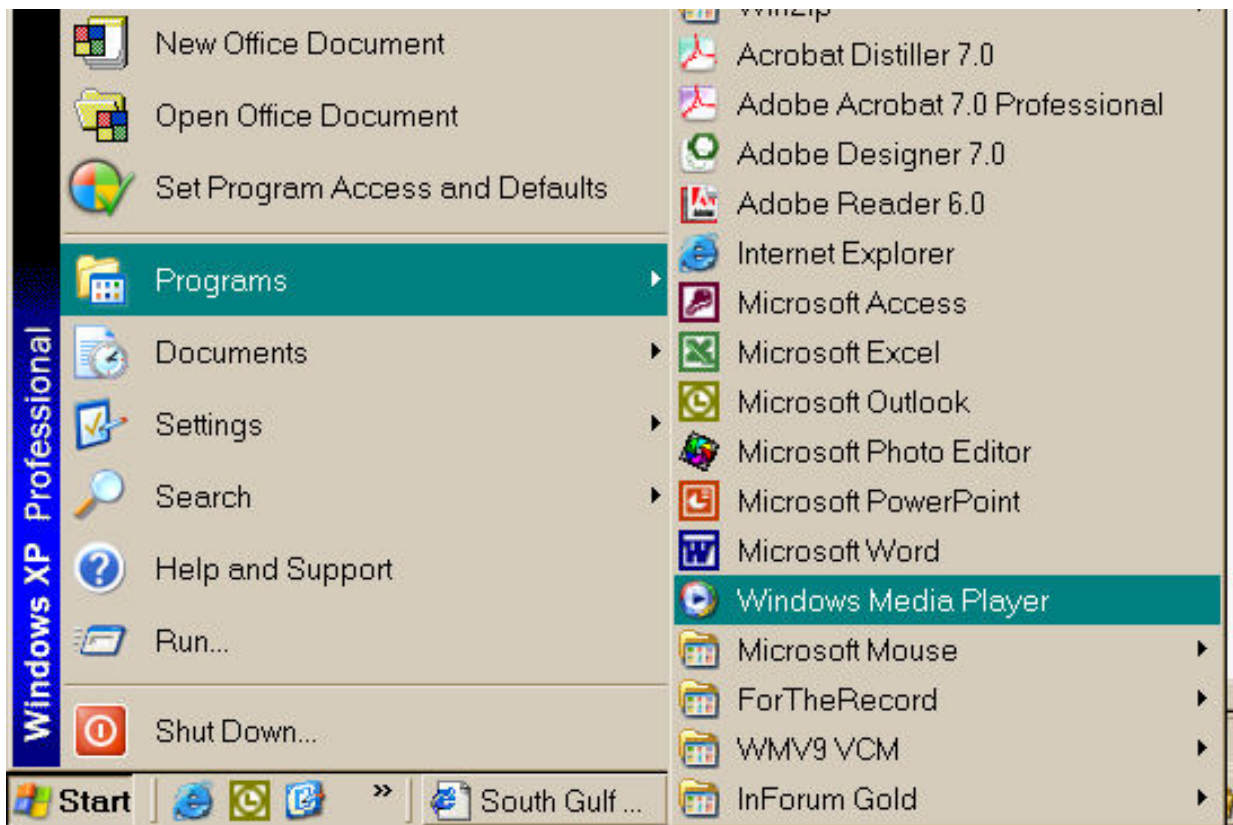 New Office Document
Open Office Document
Set Program Access and Defaults
Programs
Documents
Settings
Search
Help and Support
Run...
Shut Down...
Windows XP Professional
WinZip
Acrobat Distiller 7.0
Adobe Acrobat 7.0 Professional
Adobe Designer 7.0
Adobe Reader 6.0
Internet Explorer
Microsoft Access
Microsoft Excel
Microsoft Outlook
Microsoft Photo Editor
Microsoft PowerPoint
Microsoft Word
Windows Media Player
Microsoft Mouse
ForTheRecord
WMV9 VCM
InForum Gold
Start
South Gulf ...